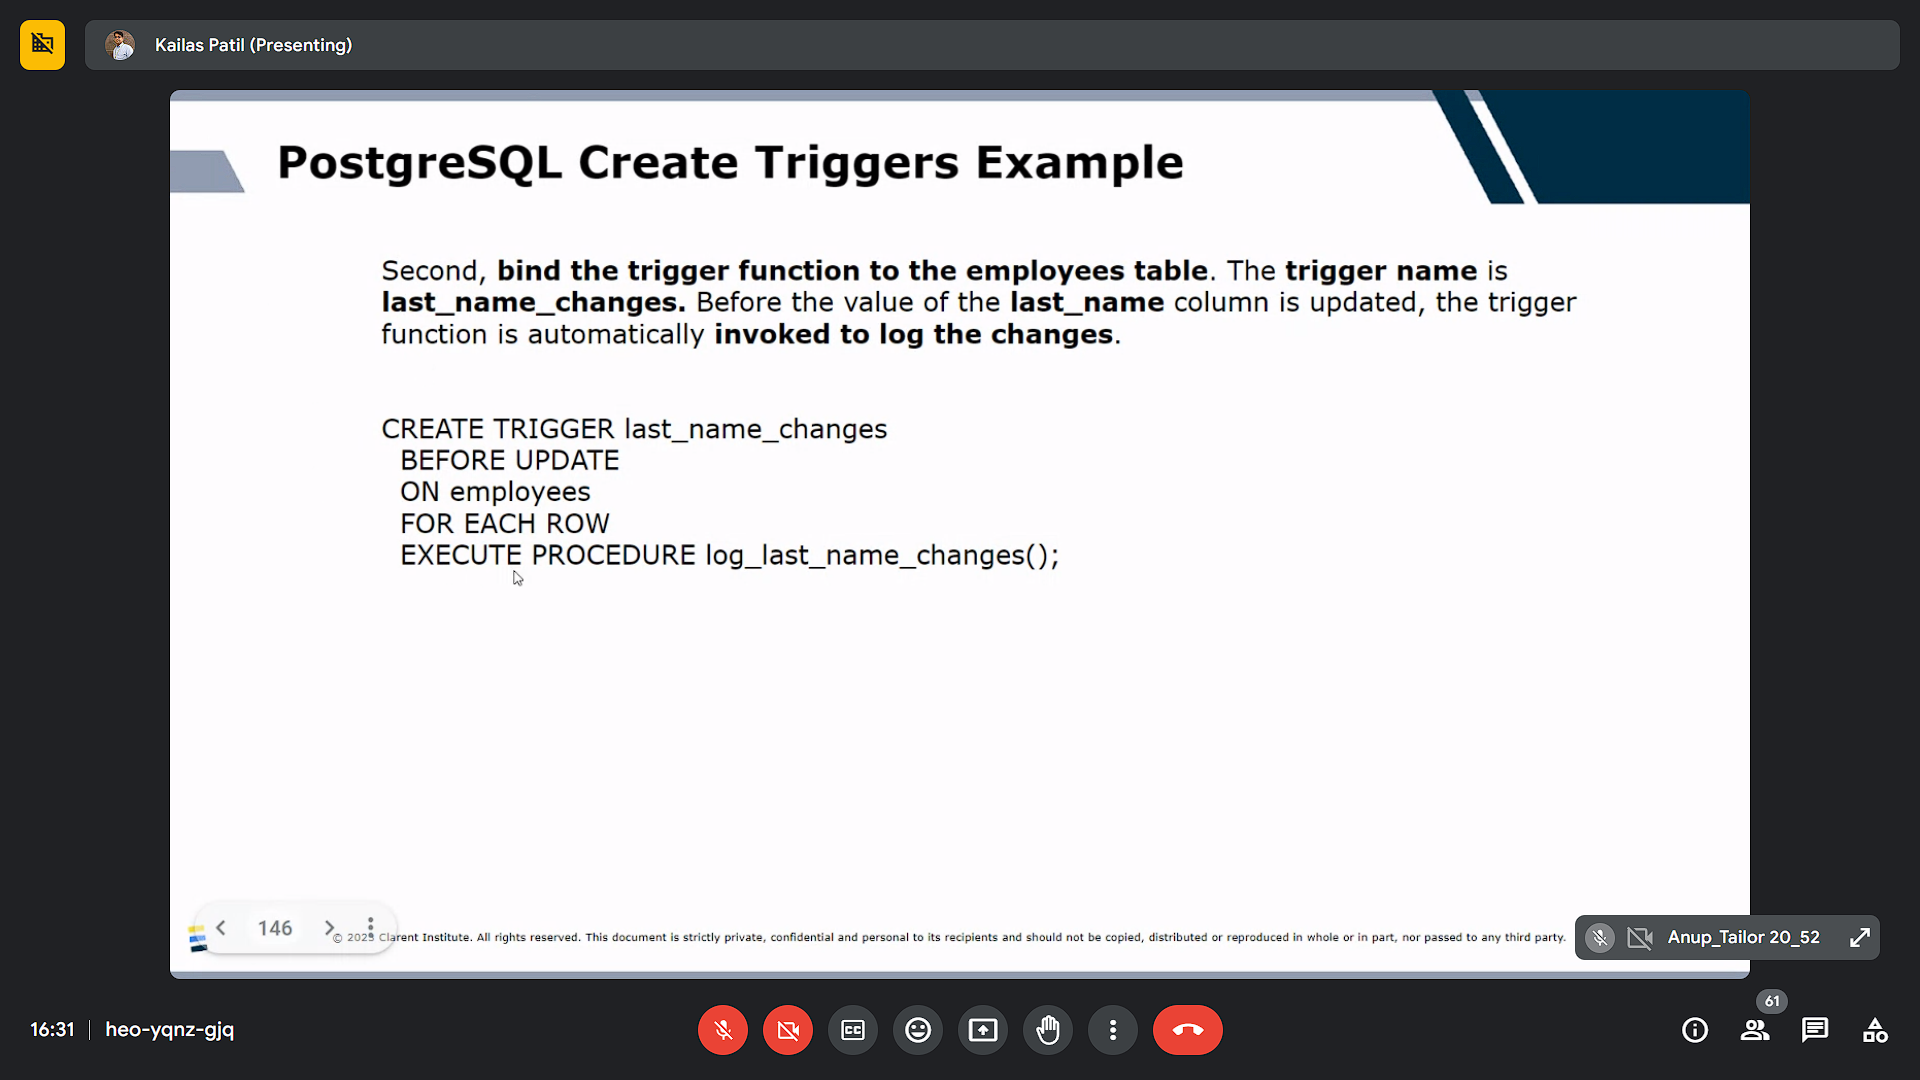 Kailas Patil (Presenting)
PostgreSQL Create Triggers Example
Second, bind the trigger function to the employees table. The trigger name is
last_name_changes. Before the value of the last_name column is updated, the trigger
function is automatically invoked to log the changes.
CREATE TRIGGER last_name_changes
BEFORE UPDATE
ON employees
FOR EACH ROW
EXECUTE PROCEDURE log_last_name_changes();
146
© 2023 Clarent Institute. All rights reserved. This document is strictly private, confidential and personal to its recipients and should not be copied, distributed or reproduced in whole or in part, nor passed to any third party.
Anup_Tailor 20_52
16:31
heo-yqnz-gjq
CC
61